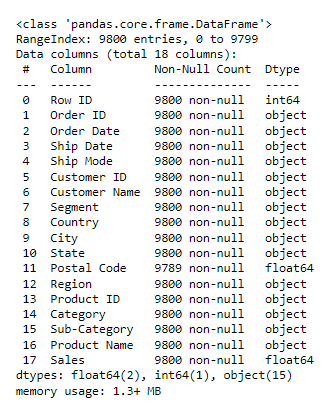 <class 'pandas.core.frame.DataFrame'>
RangeIndex: 9800 entries, 0 to 9799
Data columns (total 18 columns):
 #   Column         Non-Null Count  Dtype
---  ------         --------------  -----
 0   Row ID         9800 non-null   int64
 1   Order ID       9800 non-null   object
 2   Order Date     9800 non-null   object
 3   Ship Date      9800 non-null   object
 4   Ship Mode      9800 non-null   object
 5   Customer ID    9800 non-null   object
 6   Customer Name  9800 non-null   object
 7   Segment        9800 non-null   object
 8   Country        9800 non-null   object
 9   City           9800 non-null   object
 10  State          9800 non-null   object
 11  Postal Code    9789 non-null   float64
 12  Region         9800 non-null   object
 13  Product ID     9800 non-null   object
 14  Category       9800 non-null   object
 15  Sub-Category   9800 non-null   object
 16  Product Name   9800 non-null   object
 17  Sales          9800 non-null   float64
dtypes: float64(2), int64(1), object(15)
memory usage: 1.3+ MB